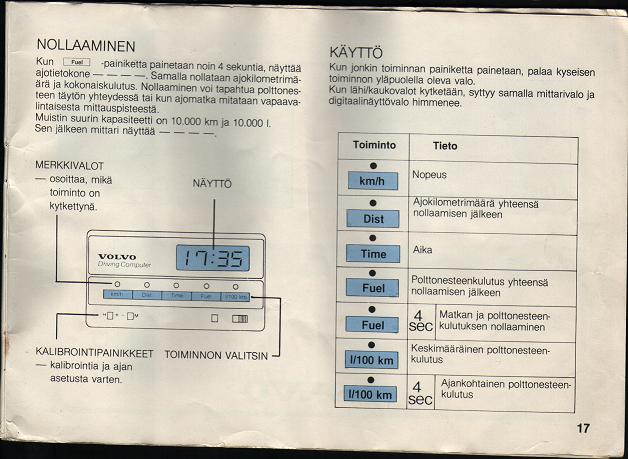 NOLLAAMINEN
Kun Fuel -painiketta painetaan noin 4 sekuntia, näyttää
ajotietokone — — — —. Samalla nollataan ajokilometrimä-
ärä ja kokonaiskulutus. Nollaaminen voi tapahtua polttones-
teen täytön yhteydessä tai kun ajomatka mitataan vapaava-
lintaisesta mittauspisteestä.
Muistin suurin kapasiteetti on 10.000 km ja 10.000 l.
Sen jälkeen mittari näyttää — — — —.
MERKKIVALOT
— osoittaa, mikä
toiminto on
kytkettynä.
NÄYTTÖ
VOLVO
Driving Computer
17:35
km/h Dist Time Fuel l/100 km
"H" "M"
KALIBROINTIPAINIKKEET
— kalibrointia ja ajan
asetusta varten.
TOIMINNON VALITSIN
KÄYTTÖ
Kun jonkin toiminnan painiketta painetaan, palaa kyseisen
toiminnon yläpuolella oleva valo.
Kun lähi/kaukovalot kytketään, syttyy samalla mittarivalo ja
digitaalinäyttövalo himmenee.
Toiminto Tieto
km/h Nopeus
Dist Ajokilometrimäärä yhteensä
nollaamisen jälkeen
Time Aika
Fuel Polttonesteenkulutus yhteensä
nollaamisen jälkeen
Fuel 4 sec Matkan ja polttonesteen-
kulutuksen nollaaminen
l/100 km Keskimääräinen polttonesteen-
kulutus
l/100 km 4 sec Ajankohtainen polttonesteen-
kulutus
17